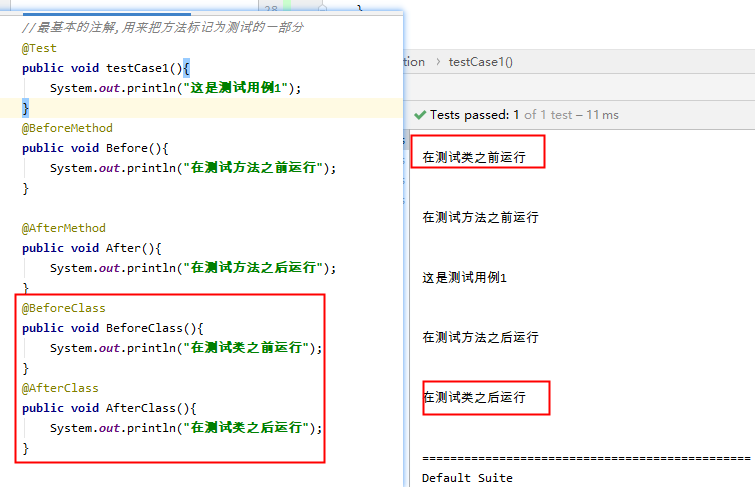 28
}
//最基本的注解,用来把方法标记为测试的一部分
@Test
public void testCase1(){
System.out.println("这是测试用例1");
}
@BeforeMethod
public void Before(){
System.out.println("在测试方法之前运行");
}
@AfterMethod
public void After(){
System.out.println("在测试方法之后运行");
}
@BeforeClass
public void BeforeClass(){
System.out.println("在测试类之前运行");
}
@AfterClass
public void AfterClass(){
System.out.println("在测试类之后运行");
}
tion › testCase1()
Tests passed: 1 of 1 test – 11 ms
在测试类之前运行
在测试方法之前运行
这是测试用例1
在测试方法之后运行
在测试类之后运行
===============================================
Default Suite